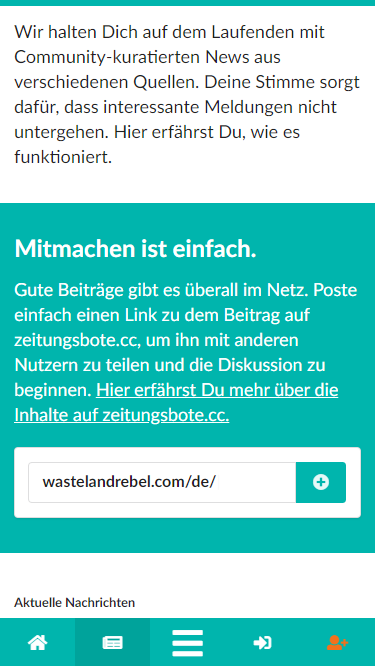 Wir halten Dich auf dem Laufenden mit
Community-kuratierten News aus
verschiedenen Quellen. Deine Stimme sorgt
dafür, dass interessante Meldungen nicht
untergehen. Hier erfährst Du, wie es
funktioniert.
Mitmachen ist einfach.
Gute Beiträge gibt es überall im Netz. Poste
einfach einen Link zu dem Beitrag auf
zeitungsbote.cc, um ihn mit anderen
Nutzern zu teilen und die Diskussion zu
beginnen. Hier erfährst Du mehr über die
Inhalte auf zeitungsbote.cc.
wastelandrebel.com/de/
Aktuelle Nachrichten